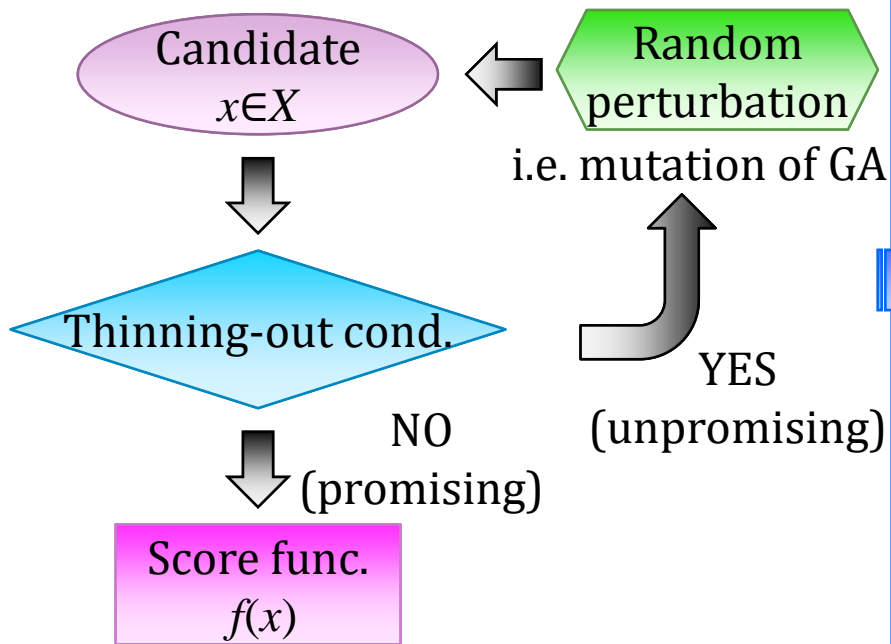 Candidate
x∈X
Random
perturbation
i.e. mutation of GA
Thinning-out cond.
YES
(unpromising)
NO
(promising)
Score func.
f(x)